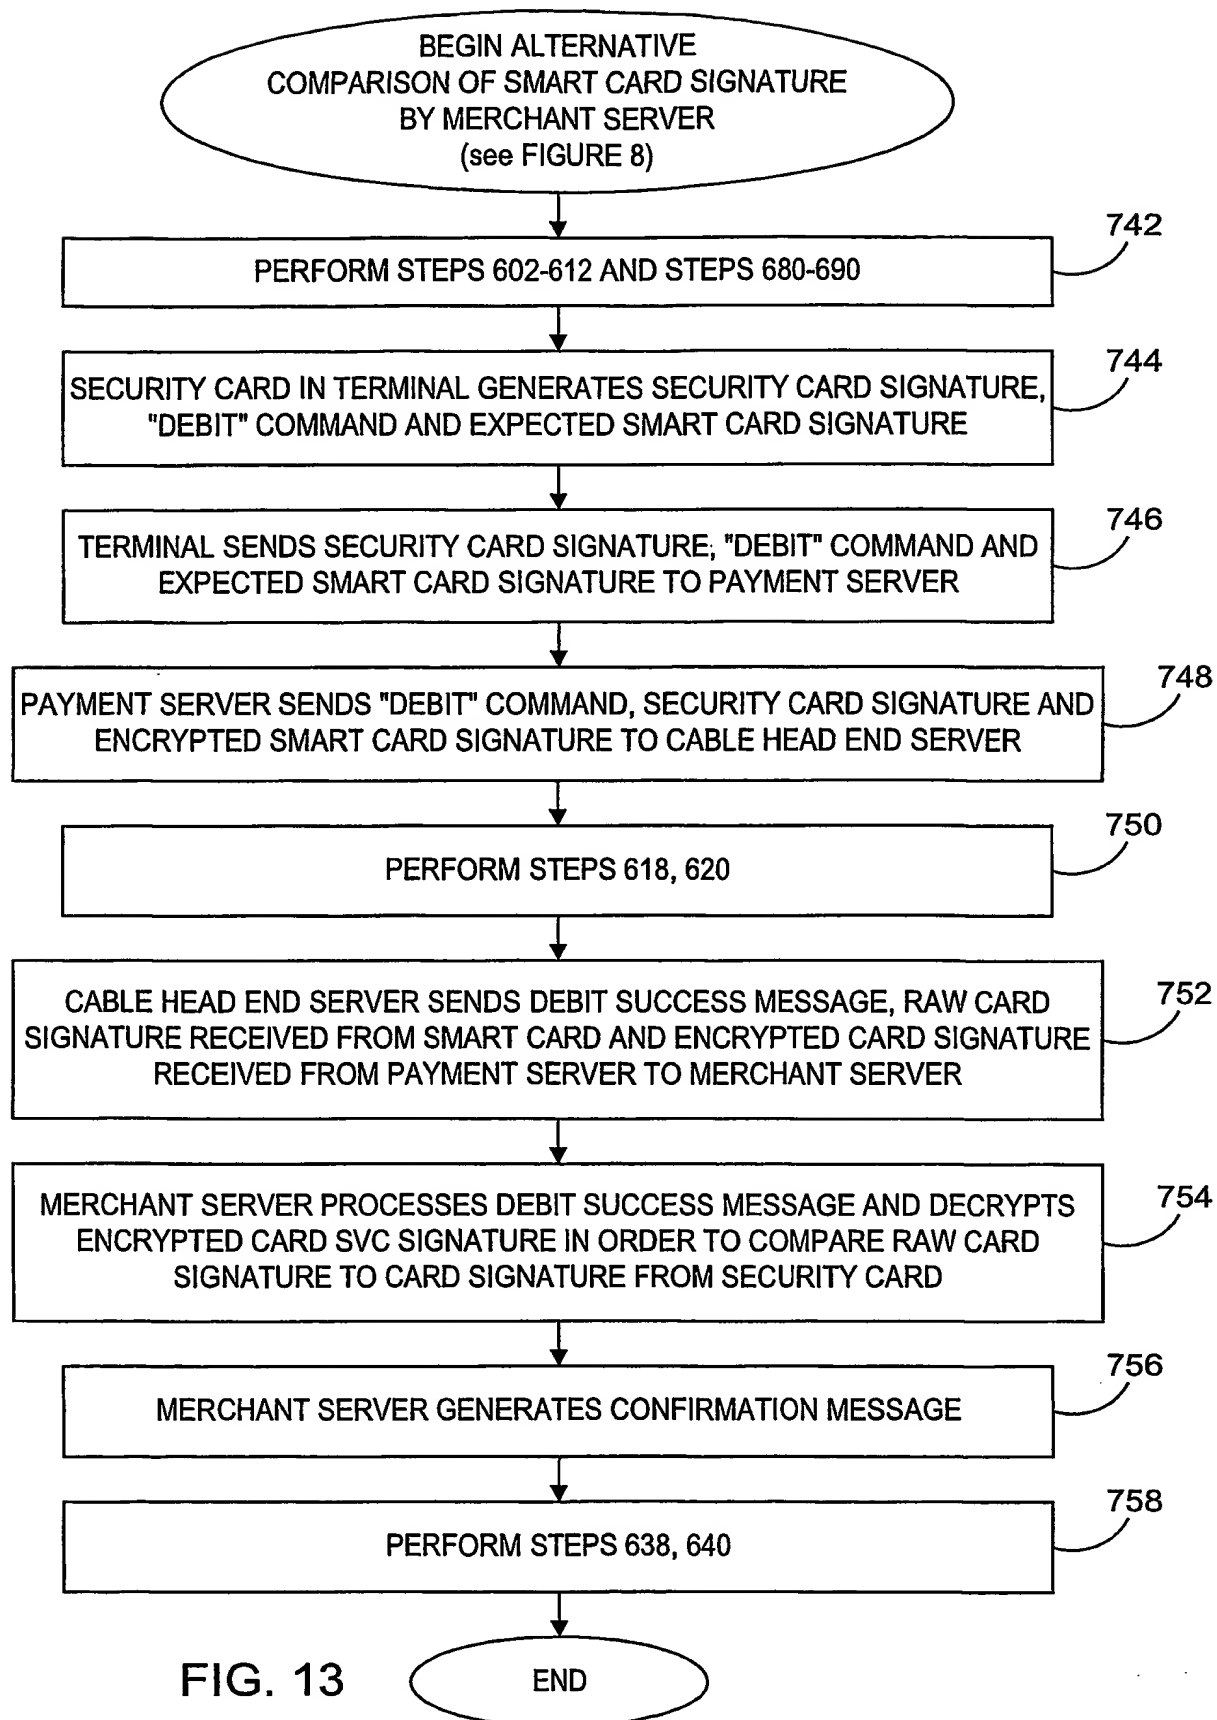 BEGIN ALTERNATIVE
COMPARISON OF SMART CARD SIGNATURE
BY MERCHANT SERVER
(see FIGURE 8)
742
PERFORM STEPS 602-612 AND STEPS 680-690
744
SECURITY CARD IN TERMINAL GENERATES SECURITY CARD SIGNATURE,
"DEBIT" COMMAND AND EXPECTED SMART CARD SIGNATURE
746
TERMINAL SENDS SECURITY CARD SIGNATURE, "DEBIT" COMMAND AND
EXPECTED SMART CARD SIGNATURE TO PAYMENT SERVER
748
PAYMENT SERVER SENDS "DEBIT" COMMAND, SECURITY CARD SIGNATURE AND
ENCRYPTED SMART CARD SIGNATURE TO CABLE HEAD END SERVER
750
PERFORM STEPS 618, 620
752
CABLE HEAD END SERVER SENDS DEBIT SUCCESS MESSAGE, RAW CARD
SIGNATURE RECEIVED FROM SMART CARD AND ENCRYPTED CARD SIGNATURE
RECEIVED FROM PAYMENT SERVER TO MERCHANT SERVER
754
MERCHANT SERVER PROCESSES DEBIT SUCCESS MESSAGE AND DECRYPTS
ENCRYPTED CARD SVC SIGNATURE IN ORDER TO COMPARE RAW CARD
SIGNATURE TO CARD SIGNATURE FROM SECURITY CARD
756
MERCHANT SERVER GENERATES CONFIRMATION MESSAGE
758
PERFORM STEPS 638, 640
FIG. 13
END